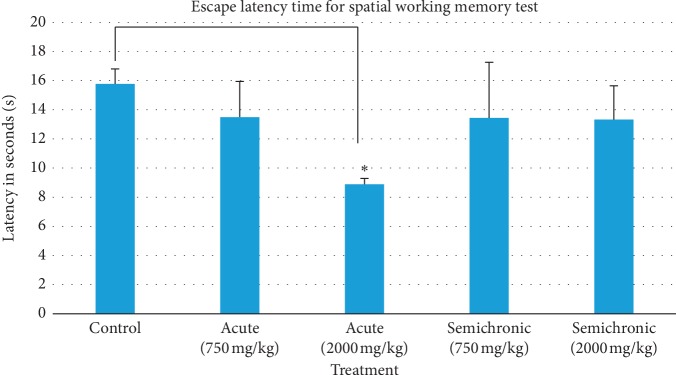 Escape latency time for spatial working memory test
20
18
16
14
12
10
8
6
4
2
0
Latency in seconds (s)
*
Control
Acute
(750 mg/kg)
Acute
(2000 mg/kg)
Semichronic
(750 mg/kg)
Semichronic
(2000 mg/kg)
Treatment